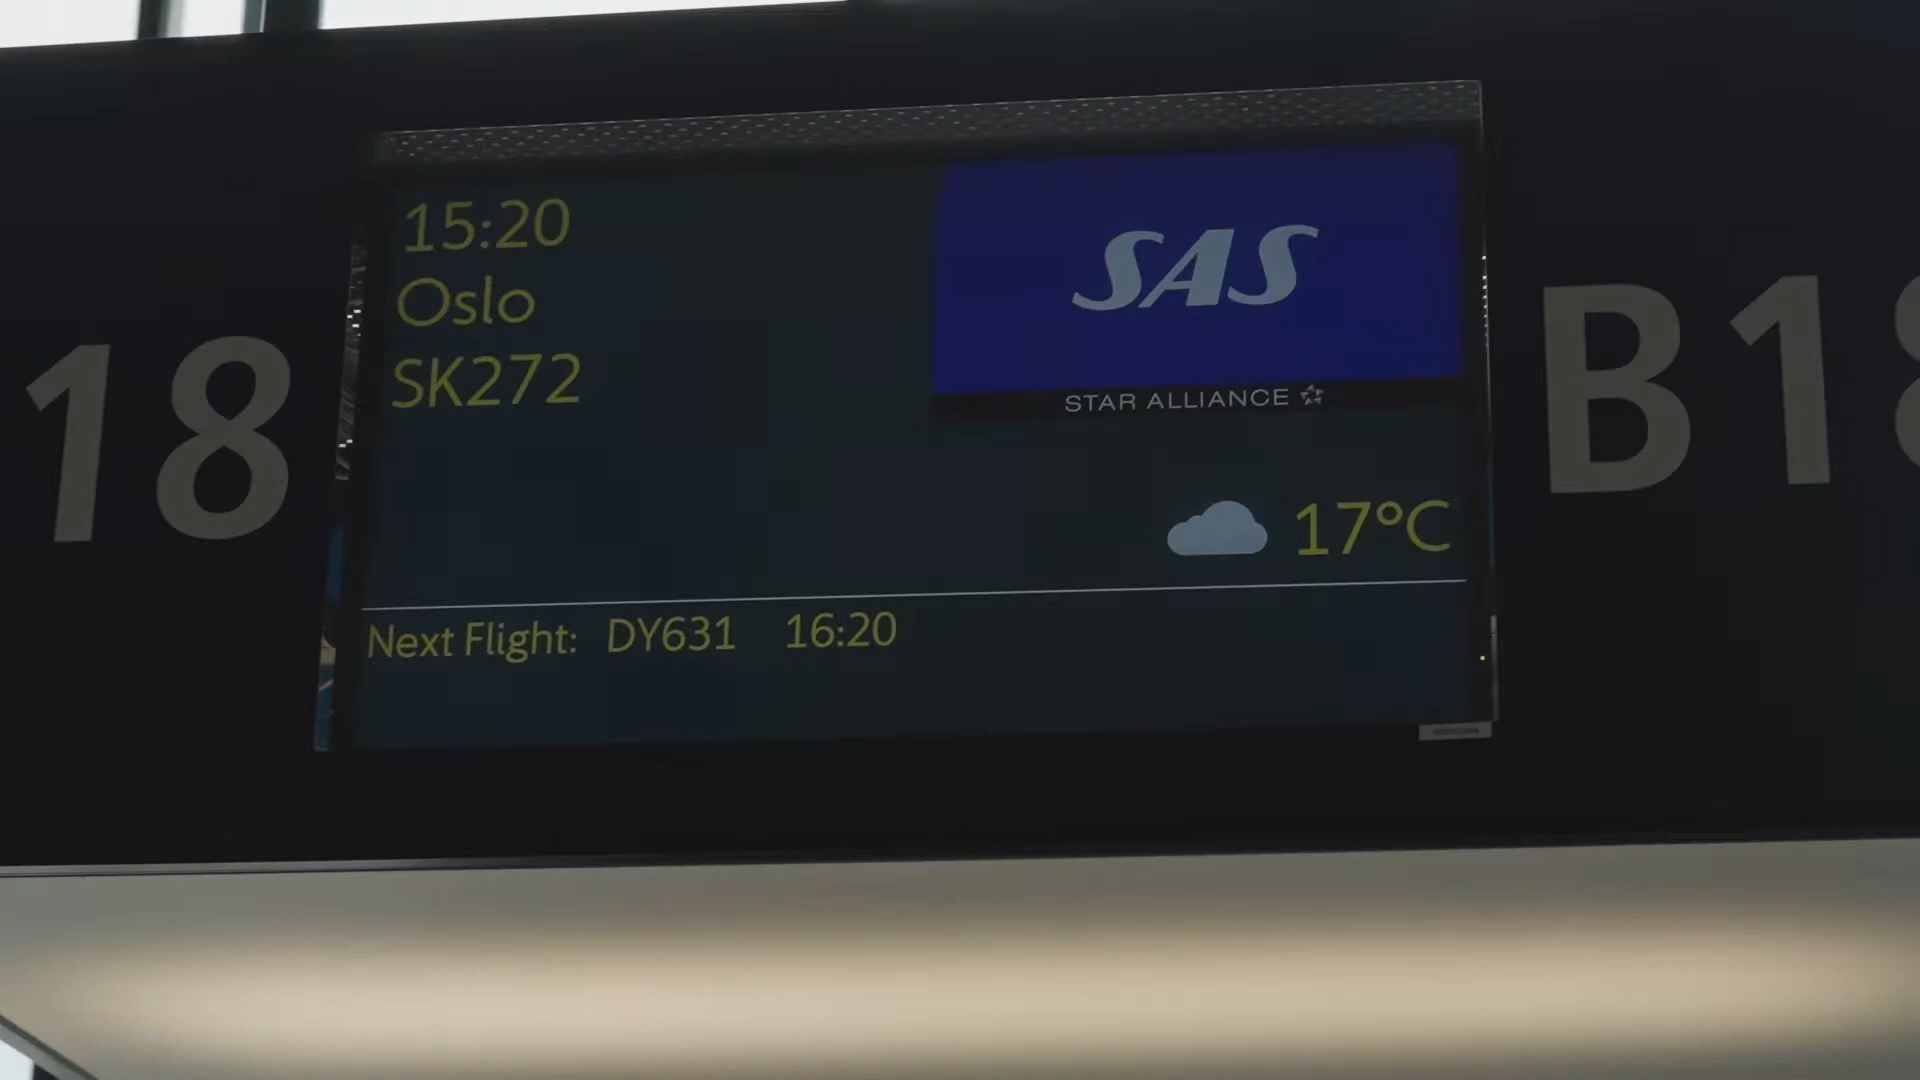 18
15:20
Oslo
SK272
SAS
STAR ALLIANCE
17°C
Next Flight: DY631 16:20
B18